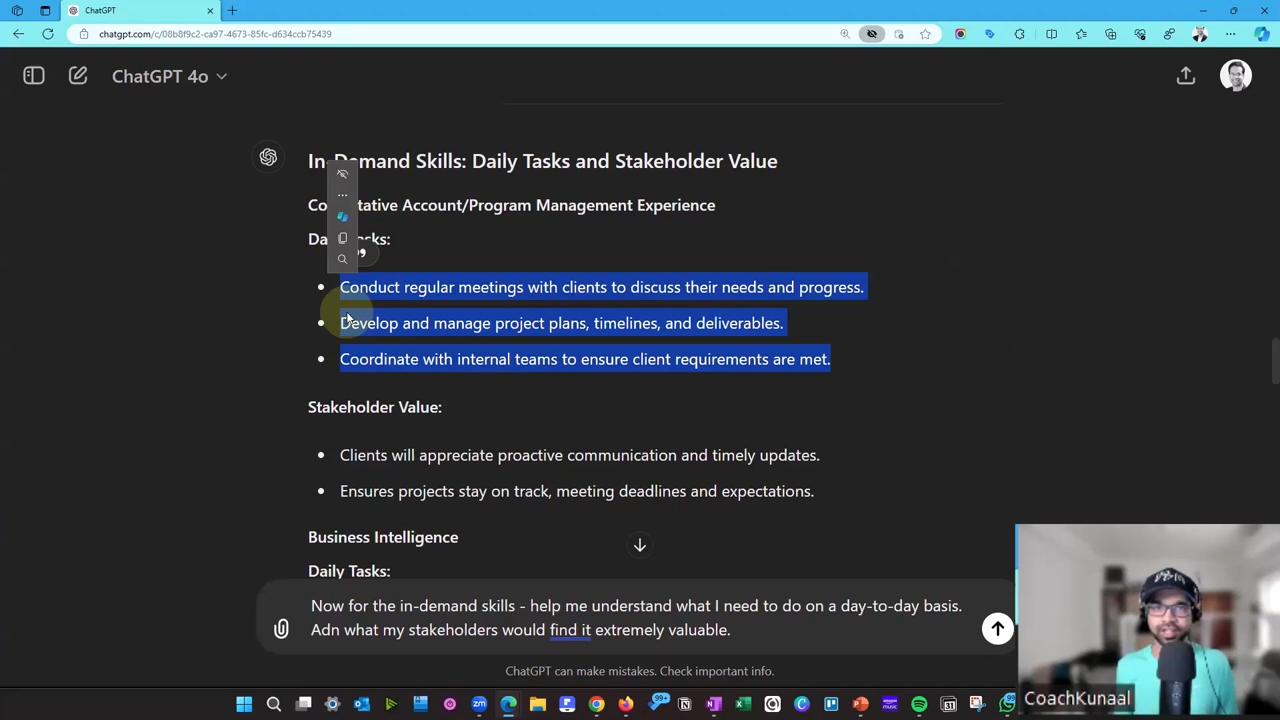 ChatGPT
chatgpt.com/c/08b8f9c2-ca97-4673-85fc-d634ccb75439
ChatGPT 4o
In-Demand Skills: Daily Tasks and Stakeholder Value
Co tative Account/Program Management Experience
Da ks:
Conduct regular meetings with clients to discuss their needs and progress.
Develop and manage project plans, timelines, and deliverables.
Coordinate with internal teams to ensure client requirements are met.
Stakeholder Value:
Clients will appreciate proactive communication and timely updates.
Ensures projects stay on track, meeting deadlines and expectations.
Business Intelligence
Daily Tasks:
Now for the in-demand skills - help me understand what I need to do on a day-to-day basis.
Adn what my stakeholders would find it extremely valuable.
ChatGPT can make mistakes. Check important info.
CoachKunaal
99+